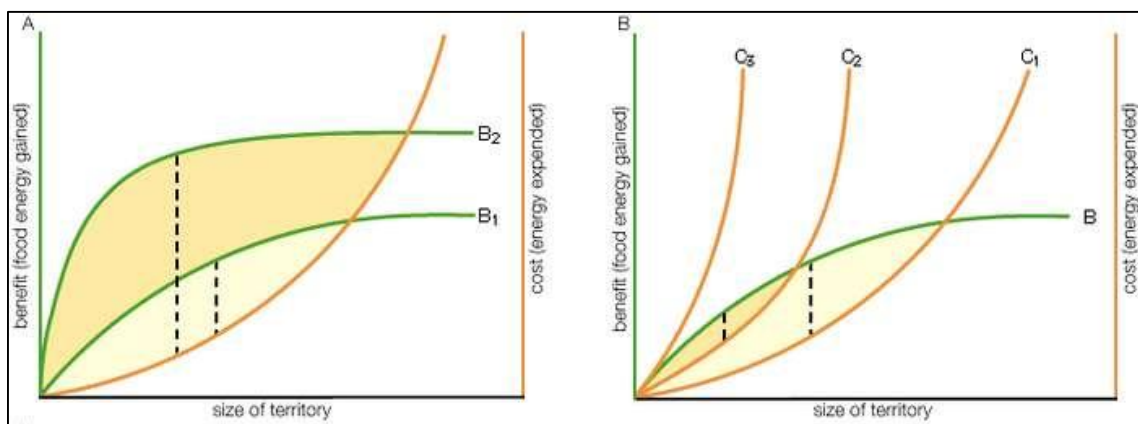 A
benefit (food energy gained)
B₂
B₁
cost (energy expended)
size of territory
B
benefit (food energy gained)
C₃
C₂
C₁
B
cost (energy expended)
size of territory